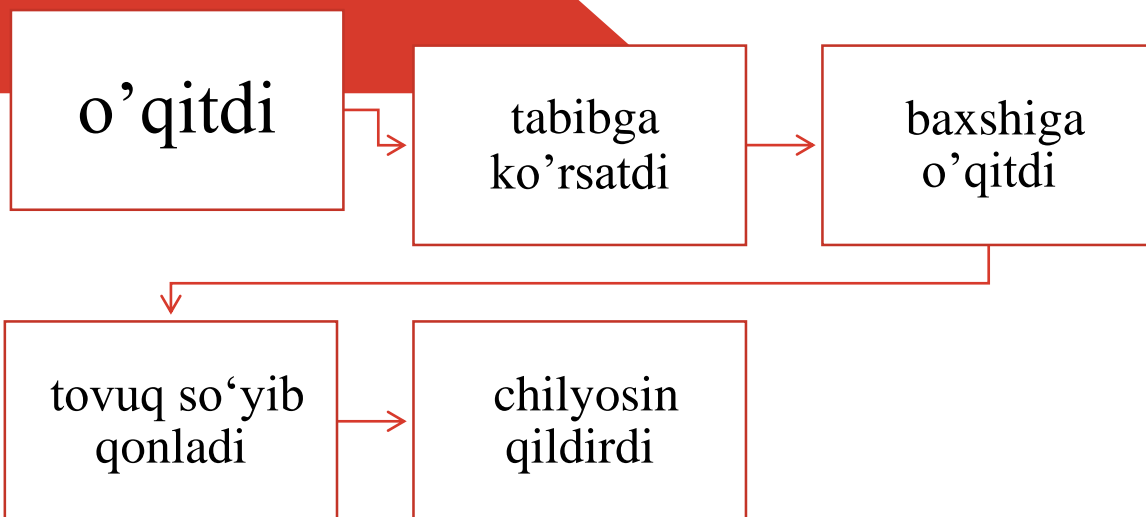 o’qitdi
tabibga
ko’rsatdi
baxshiga
o’qitdi
tovuq so‘yib
qonladi
chilyosin
qildirdi